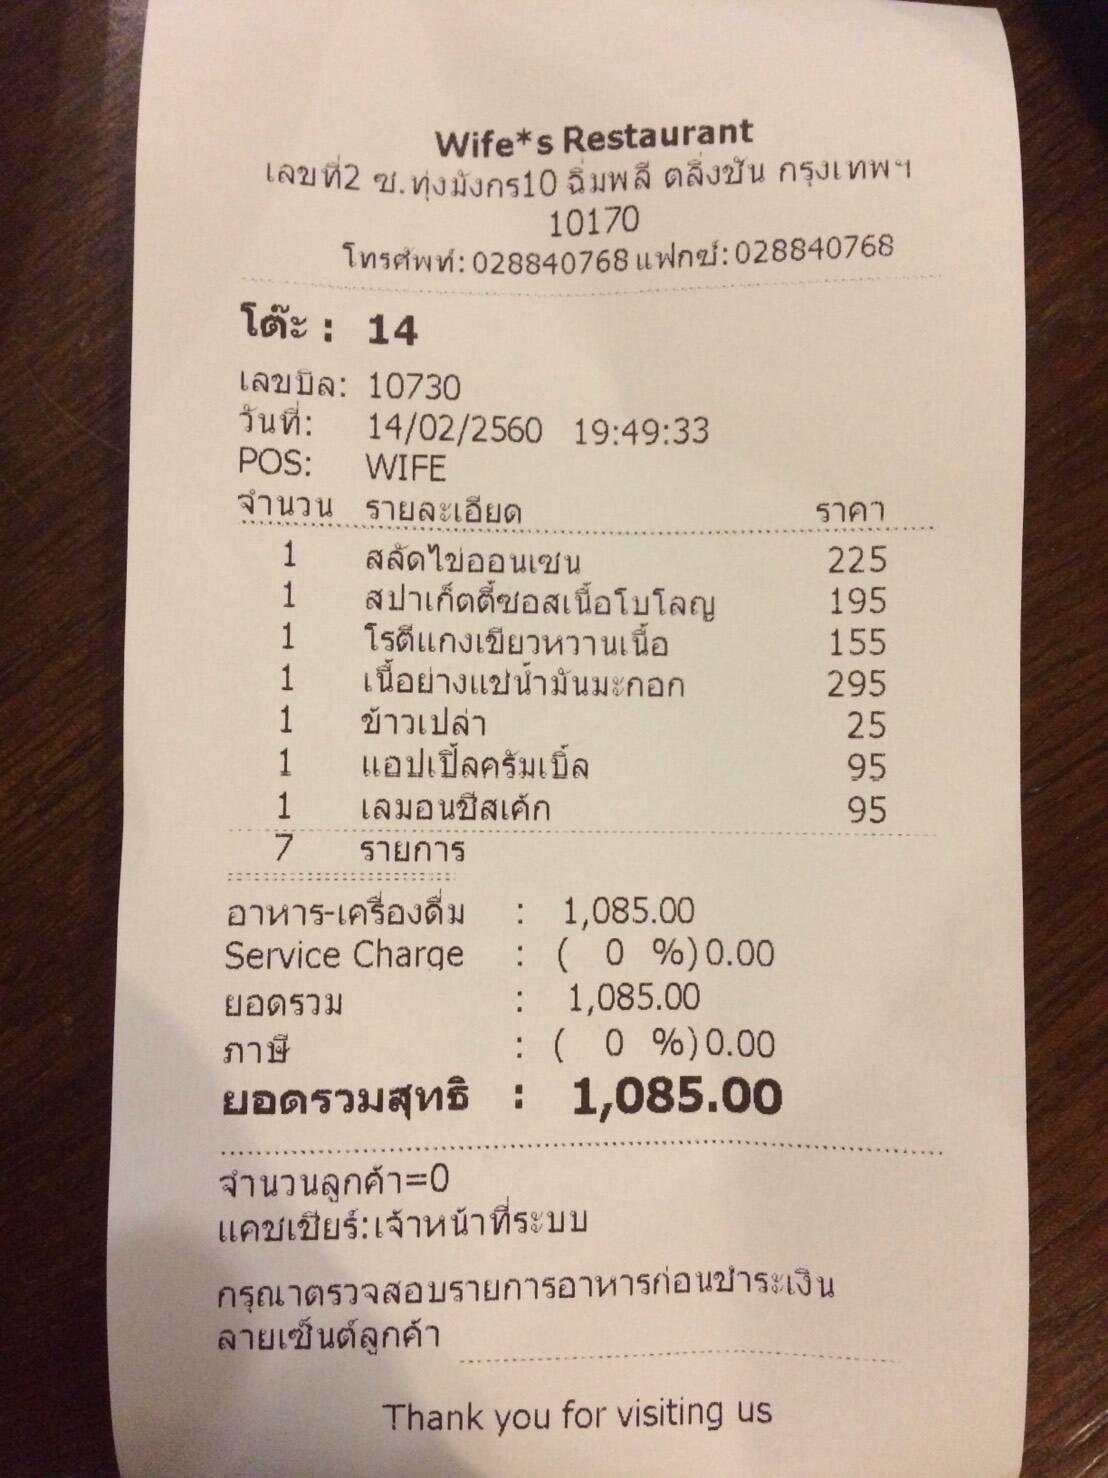 Wife*s Restaurant
เลขที่2 ซ.ทุ่งมังกร10 ฉิมพลี ตลิ่งชัน กรุงเทพฯ
10170
โทรศัพท์:028840768แฟกซ์:028840768
โต๊ะ : 14
เลขบิล: 10730
วันที่: 14/02/2560 19:49:33
POS: WIFE
จำนวน รายละเอียด ราคา
1 สลัดไข่ออนเซน 225
1 สปาเก็ตตี้ซอสเนื้อโบโลญ 195
1 โรตีแกงเขียวหวานเนื้อ 155
1 เนื้อย่างแช่น้ำมันมะกอก 295
1 ข้าวเปล่า 25
1 แอปเปิ้ลครัมเบิ้ล 95
1 เลมอนชีสเค้ก 95
7 รายการ
อาหาร-เครื่องดื่ม : 1,085.00
Service Charge : ( 0 %)0.00
ยอดรวม : 1,085.00
ภาษี : ( 0 %)0.00
ยอดรวมสุทธิ : 1,085.00
จำนวนลูกค้า=0
แคชเชียร์:เจ้าหน้าที่ระบบ
กรุณาตรวจสอบรายการอาหารก่อนชำระเงิน
ลายเซ็นต์ลูกค้า
Thank you for visiting us